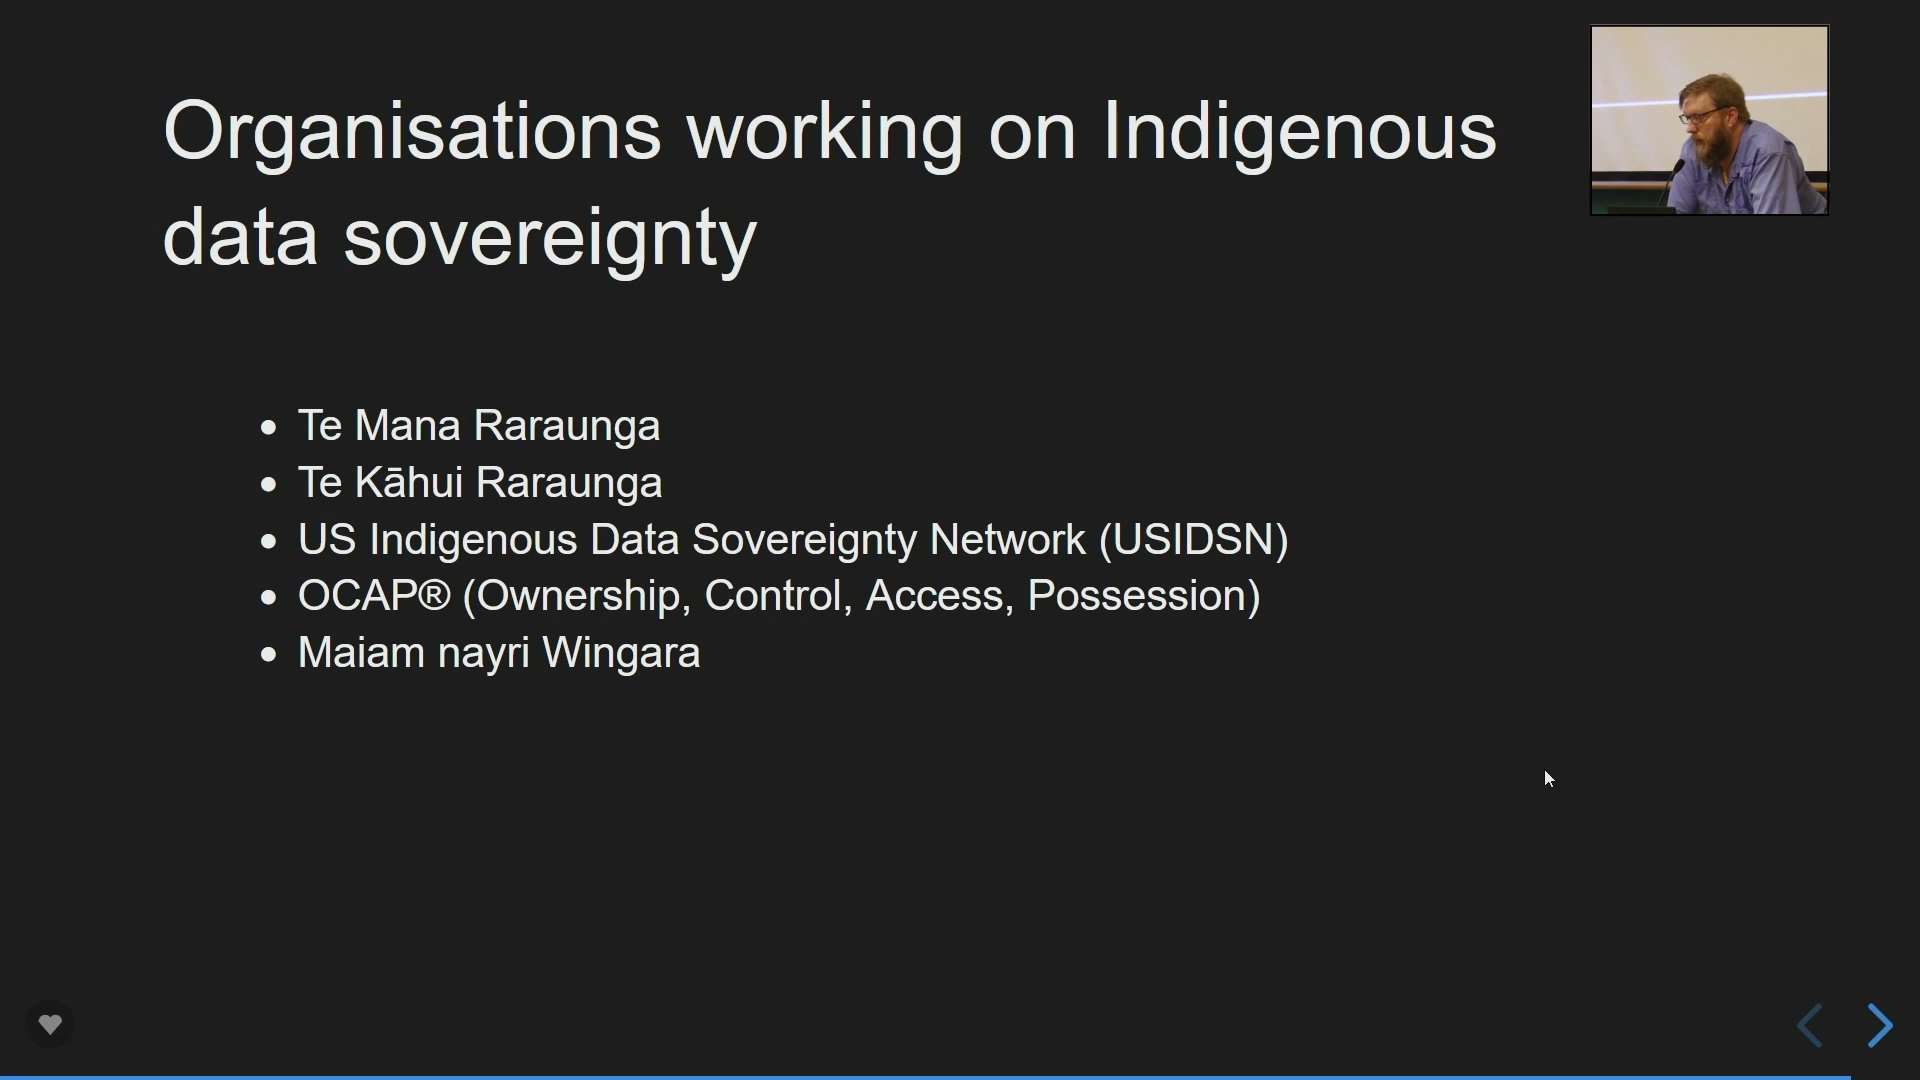 Organisations working on Indigenous
data sovereignty
Te Mana Raraunga
Te Kāhui Raraunga
US Indigenous Data Sovereignty Network (USIDSN)
OCAP® (Ownership, Control, Access, Possession)
Maiam nayri Wingara